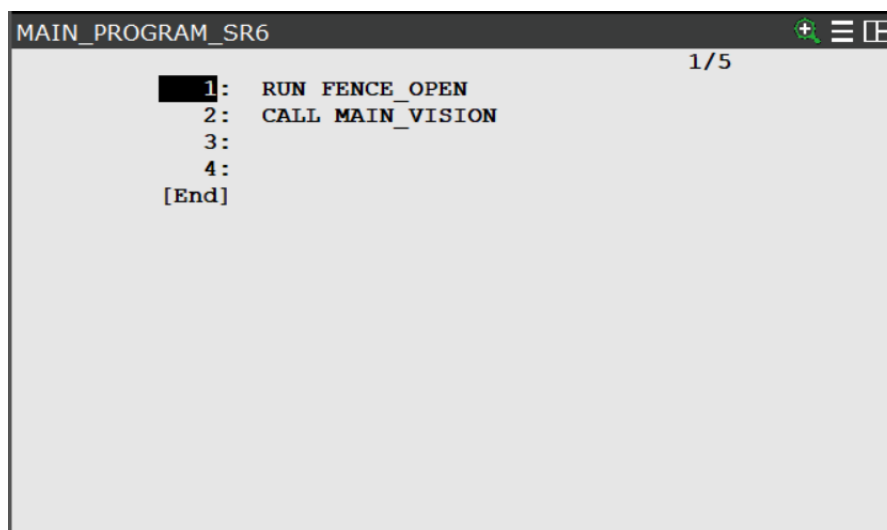 MAIN_PROGRAM_SR6
1/5
1: RUN FENCE_OPEN
2: CALL MAIN_VISION
3:
4:
[End]